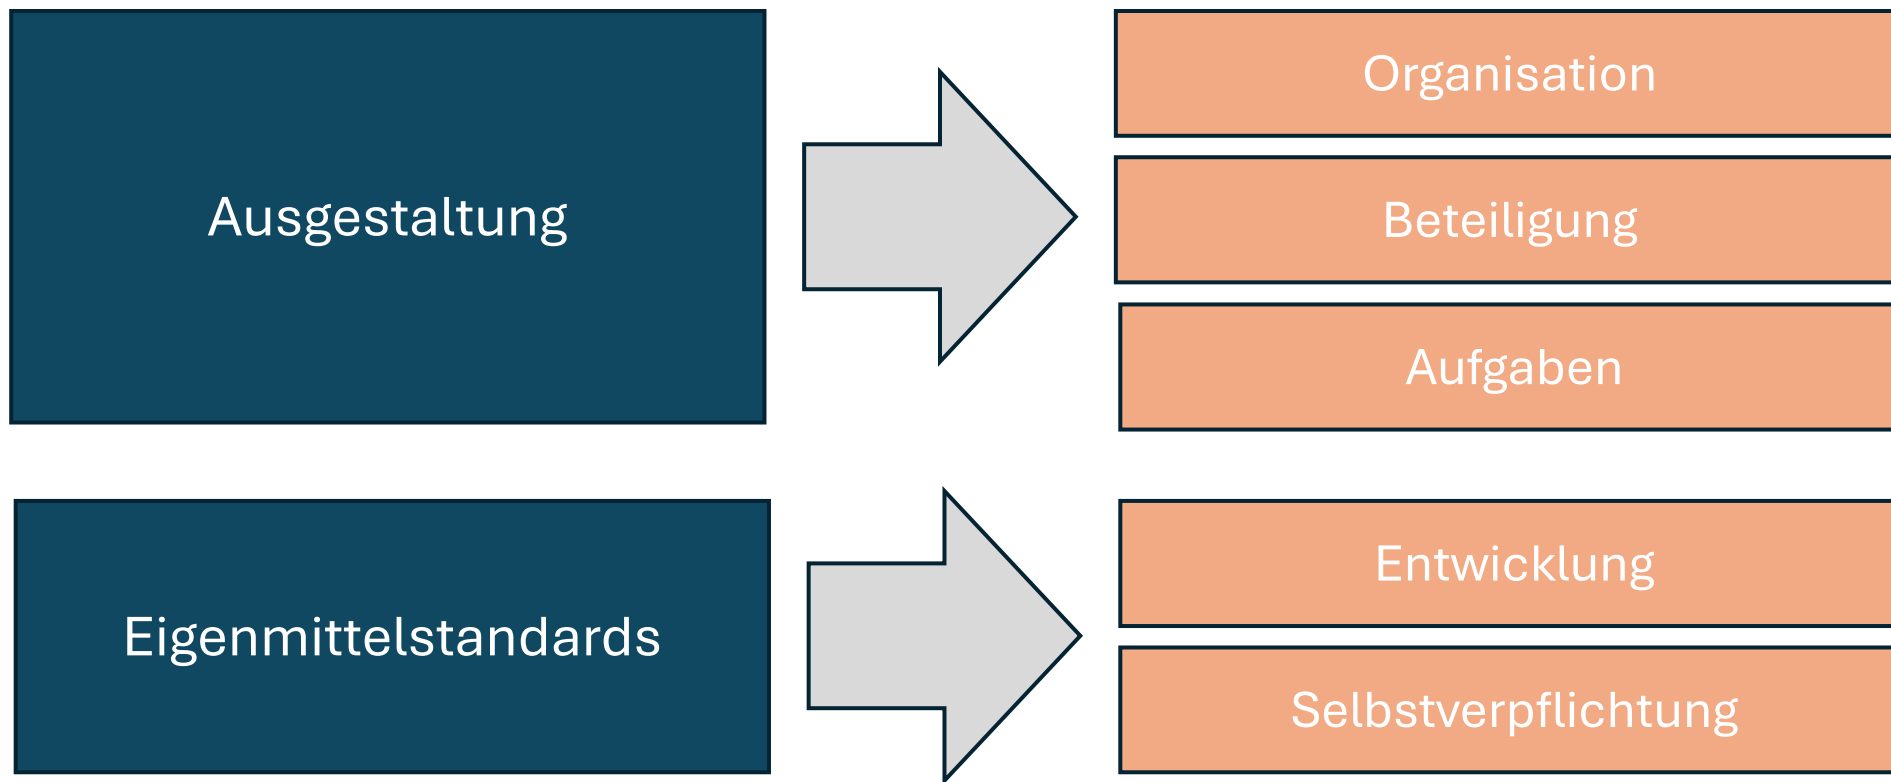 Ausgestaltung
Organisation
Beteiligung
Aufgaben
Eigenmittelstandards
Entwicklung
Selbstverpflichtung